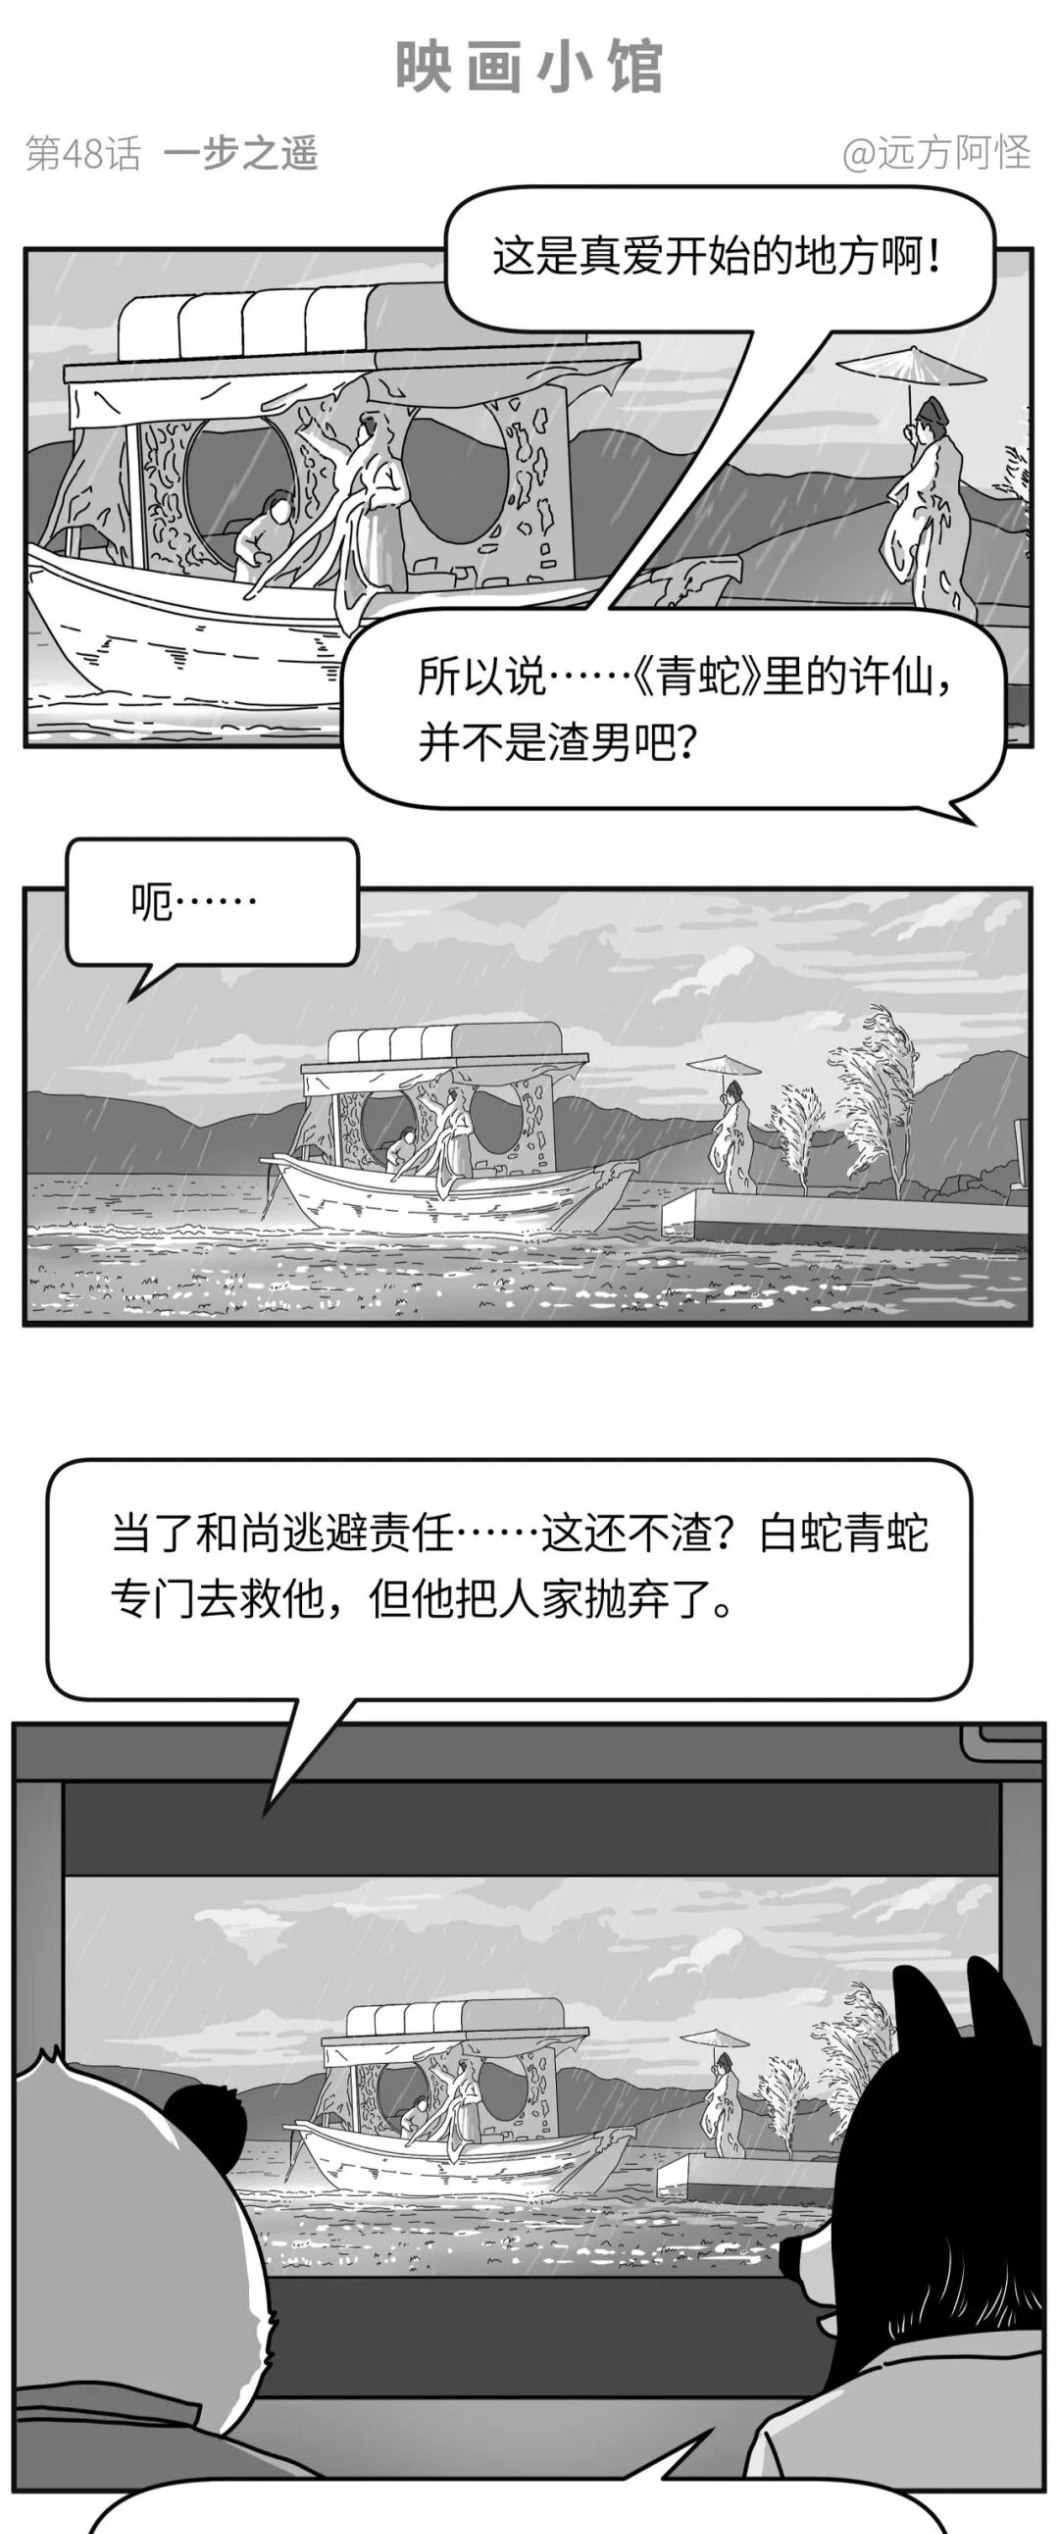 映画小馆
第48话 一步之遥 @远方阿怪
这是真爱开始的地方啊！
所以说……《青蛇》里的许仙，
并不是渣男吧？
呃……
当了和尚逃避责任……这还不渣？白蛇青蛇
专门去救他，但他把人家抛弃了。